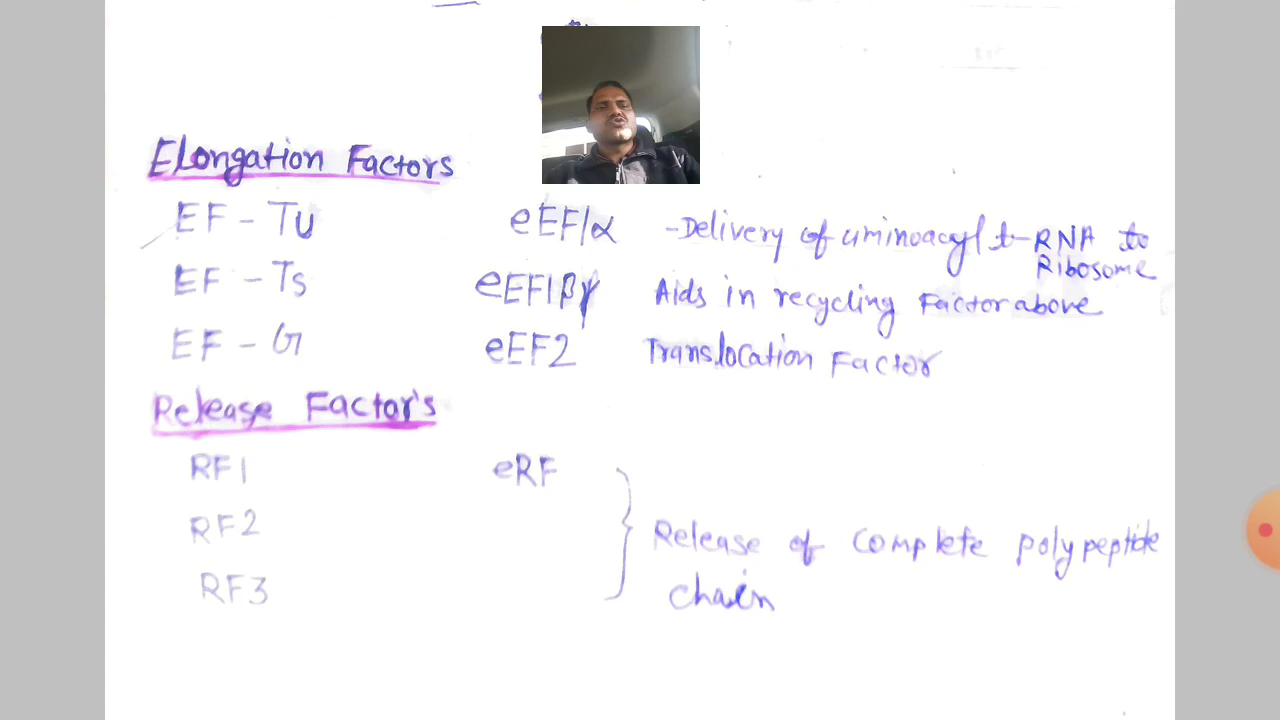 Elongation Factors
EF - Tu eEF1α - Delivery of aminoacyl t-RNA to
Ribosome
EF - Ts eEF1βγ Aids in recycling Factor above
EF - G eEF2 Translocation Factor
Release Factor's
RF1 eRF
RF2
Release of complete polypeptide
RF3 chain